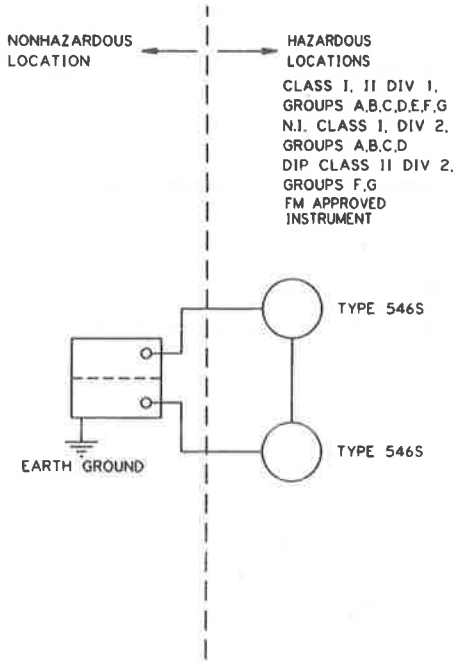 NONHAZARDOUS
LOCATION
HAZARDOUS
LOCATIONS
CLASS I, II DIV 1,
GROUPS A,B,C,D,E,F,G
N.I. CLASS I, DIV 2,
GROUPS A,B,C,D
DIP CLASS II DIV 2,
GROUPS F,G
FM APPROVED
INSTRUMENT
TYPE 546S
TYPE 546S
EARTH GROUND